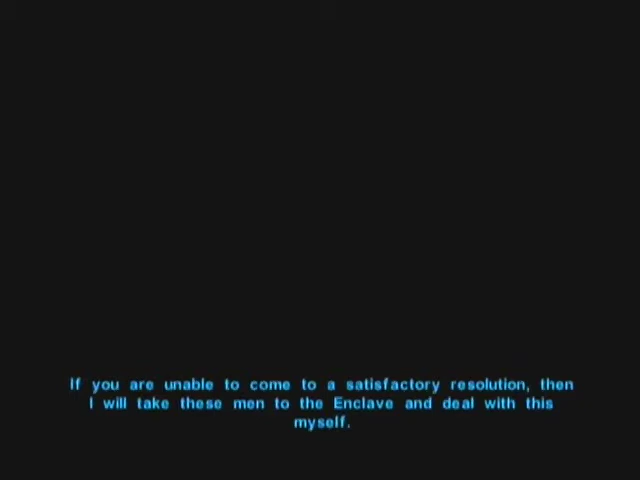 If you are unable to come to a satisfactory resolution, then
I will take these men to the Enclave and deal with this
myself.